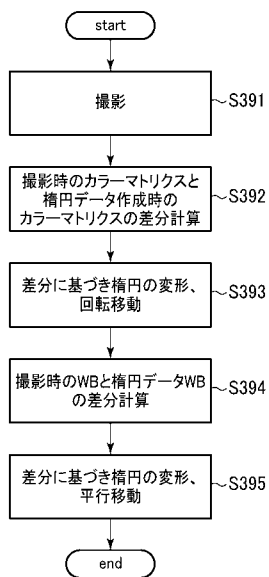 start
撮影
S391
撮影時のカラーマトリクスと
楕円データ作成時の
カラーマトリクスの差分計算
S392
差分に基づき楕円の変形、
回転移動
S393
撮影時のWBと楕円データWB
の差分計算
S394
差分に基づき楕円の変形、
平行移動
S395
end